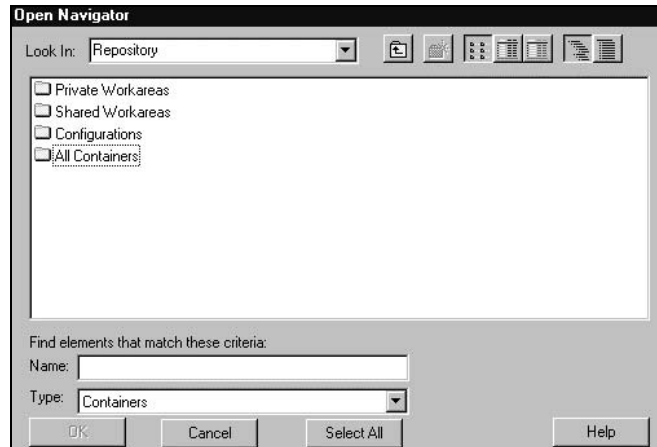 Open Navigator
Look In: Repository
Private Workareas
Shared Workareas
Configurations
All Containers
Find elements that match these criteria:
Name:
Type: Containers
OK Cancel Select All Help